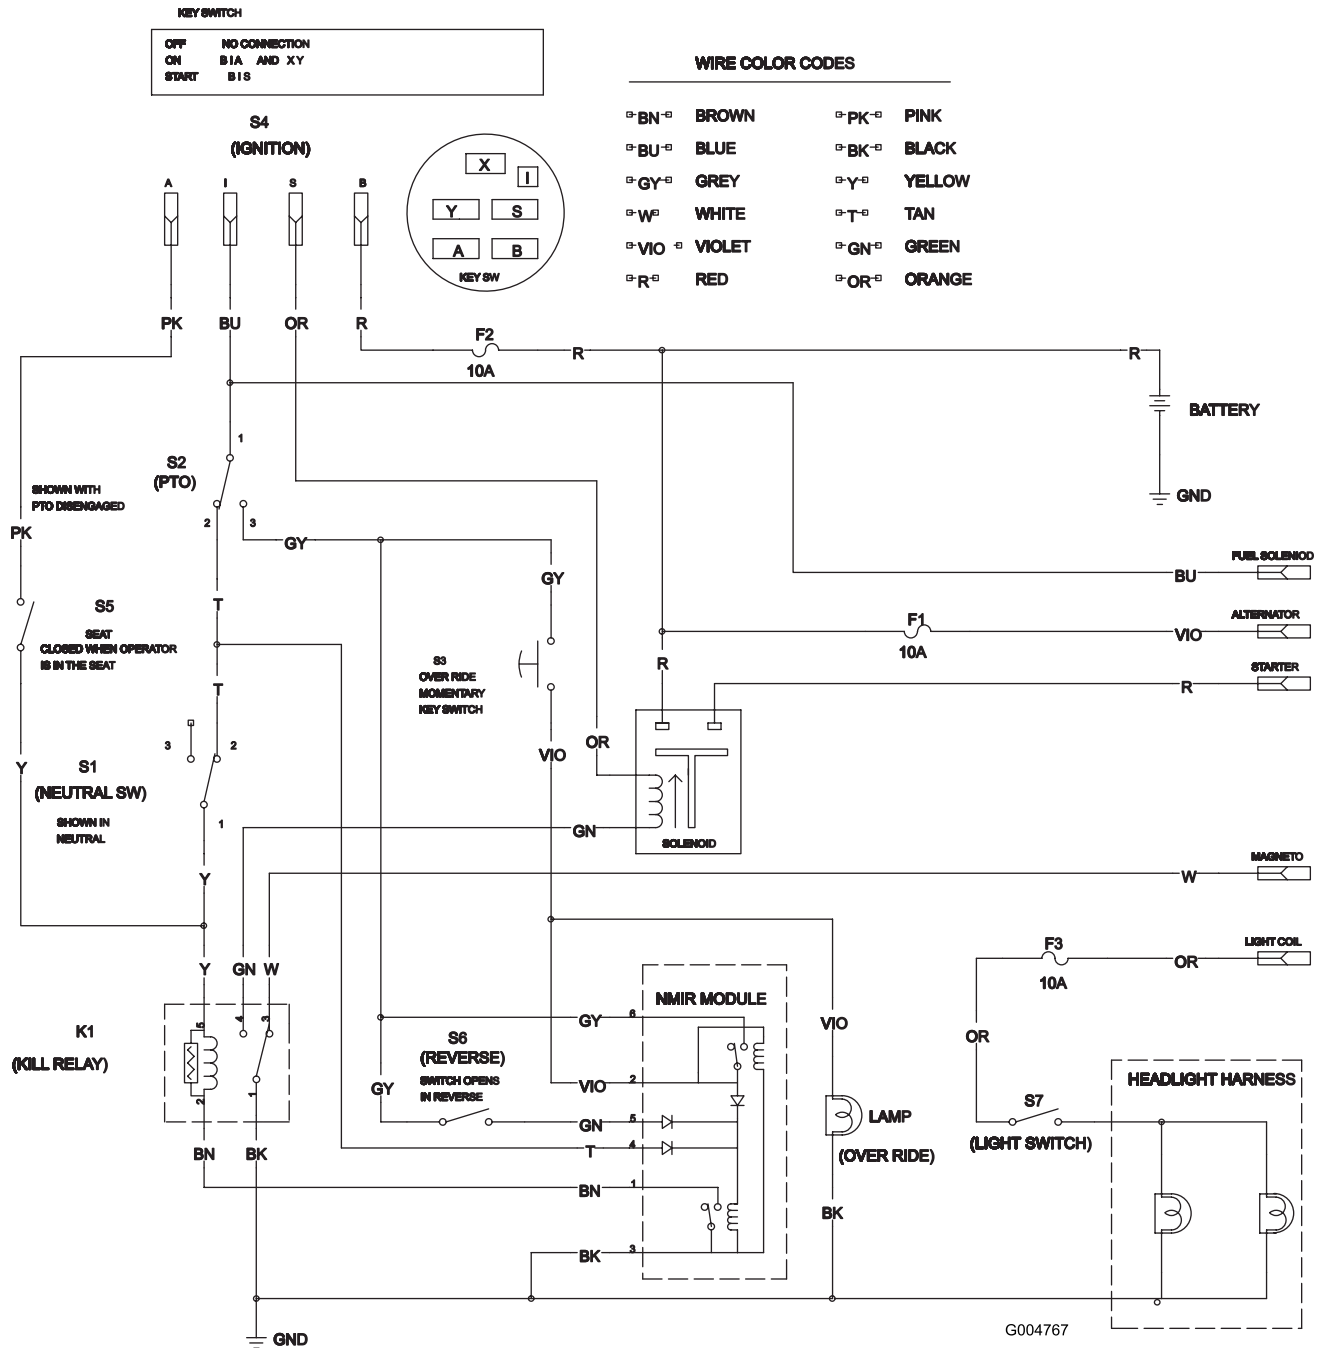 KEY SWITCH
OFF NO CONNECTION
ON B I A AND X Y
START B I S
WIRE COLOR CODES
BN BROWN PK PINK
BU BLUE BK BLACK
GY GREY Y YELLOW
W WHITE T TAN
VIO VIOLET GN GREEN
R RED OR ORANGE
S4
(IGNITION)
A I S B
X
I
Y S
A B
KEY SW
PK BU OR R
F2
10A
R
R
BATTERY
GND
1
S2
(PTO)
SHOWN WITH
PTO DISENGAGED
2 3
PK
GY
GY
FUEL SOLENIOD
BU
T
S5
SEAT
CLOSED WHEN OPERATOR
IS IN THE SEAT
F1
10A
ALTERNATOR
VIO
S3
OVER RIDE
MOMENTARY
KEY SWITCH
R
STARTER
R
T
3 2
OR
VIO
Y
S1
(NEUTRAL SW)
SHOWN IN
NEUTRAL
1
GN
SOLENOID
MAGNETO
W
Y
F3
10A
LIGHT COIL
OR
Y GN W
NMIR MODULE
K1
(KILL RELAY)
5 4 3
2 1
GY 6
VIO
OR
S6
(REVERSE)
SWITCH OPENS
IN REVERSE
GY
VIO 2
GN 5
T 4
LAMP
(OVER RIDE)
S7
(LIGHT SWITCH)
HEADLIGHT HARNESS
BN BK
BN 1
BK
BK 3
GND
G004767